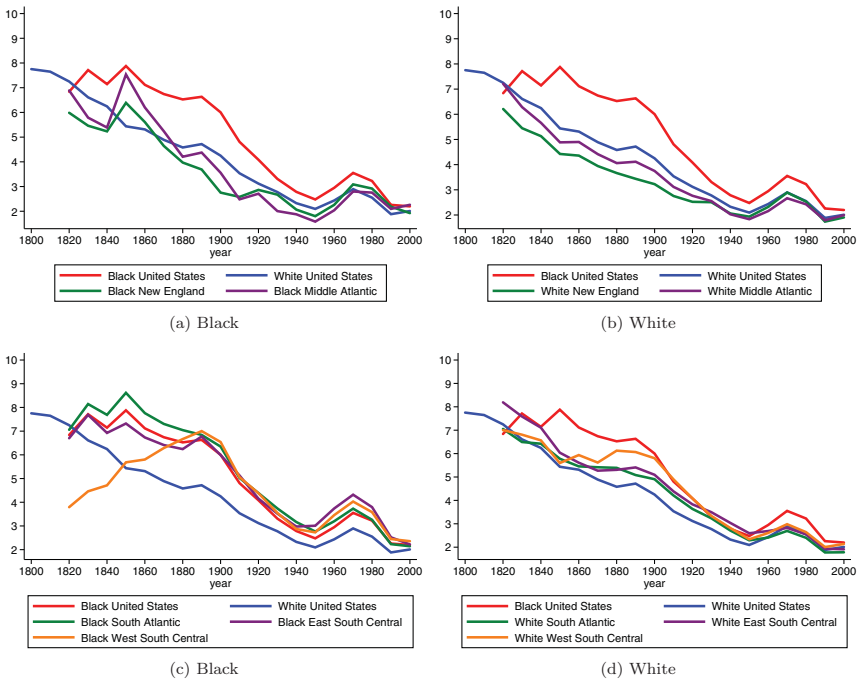 10
9
8
7
6
5
4
3
2
1800 1820 1840 1860 1880 1900 1920 1940 1960 1980 2000
year
Black United States White United States
Black New England Black Middle Atlantic
(a) Black
10
9
8
7
6
5
4
3
2
1800 1820 1840 1860 1880 1900 1920 1940 1960 1980 2000
year
Black United States White United States
White New England White Middle Atlantic
(b) White
10
9
8
7
6
5
4
3
2
1800 1820 1840 1860 1880 1900 1920 1940 1960 1980 2000
year
Black United States White United States
Black South Atlantic Black East South Central
Black West South Central
(c) Black
10
9
8
7
6
5
4
3
2
1800 1820 1840 1860 1880 1900 1920 1940 1960 1980 2000
year
Black United States White United States
White South Atlantic White East South Central
White West South Central
(d) White